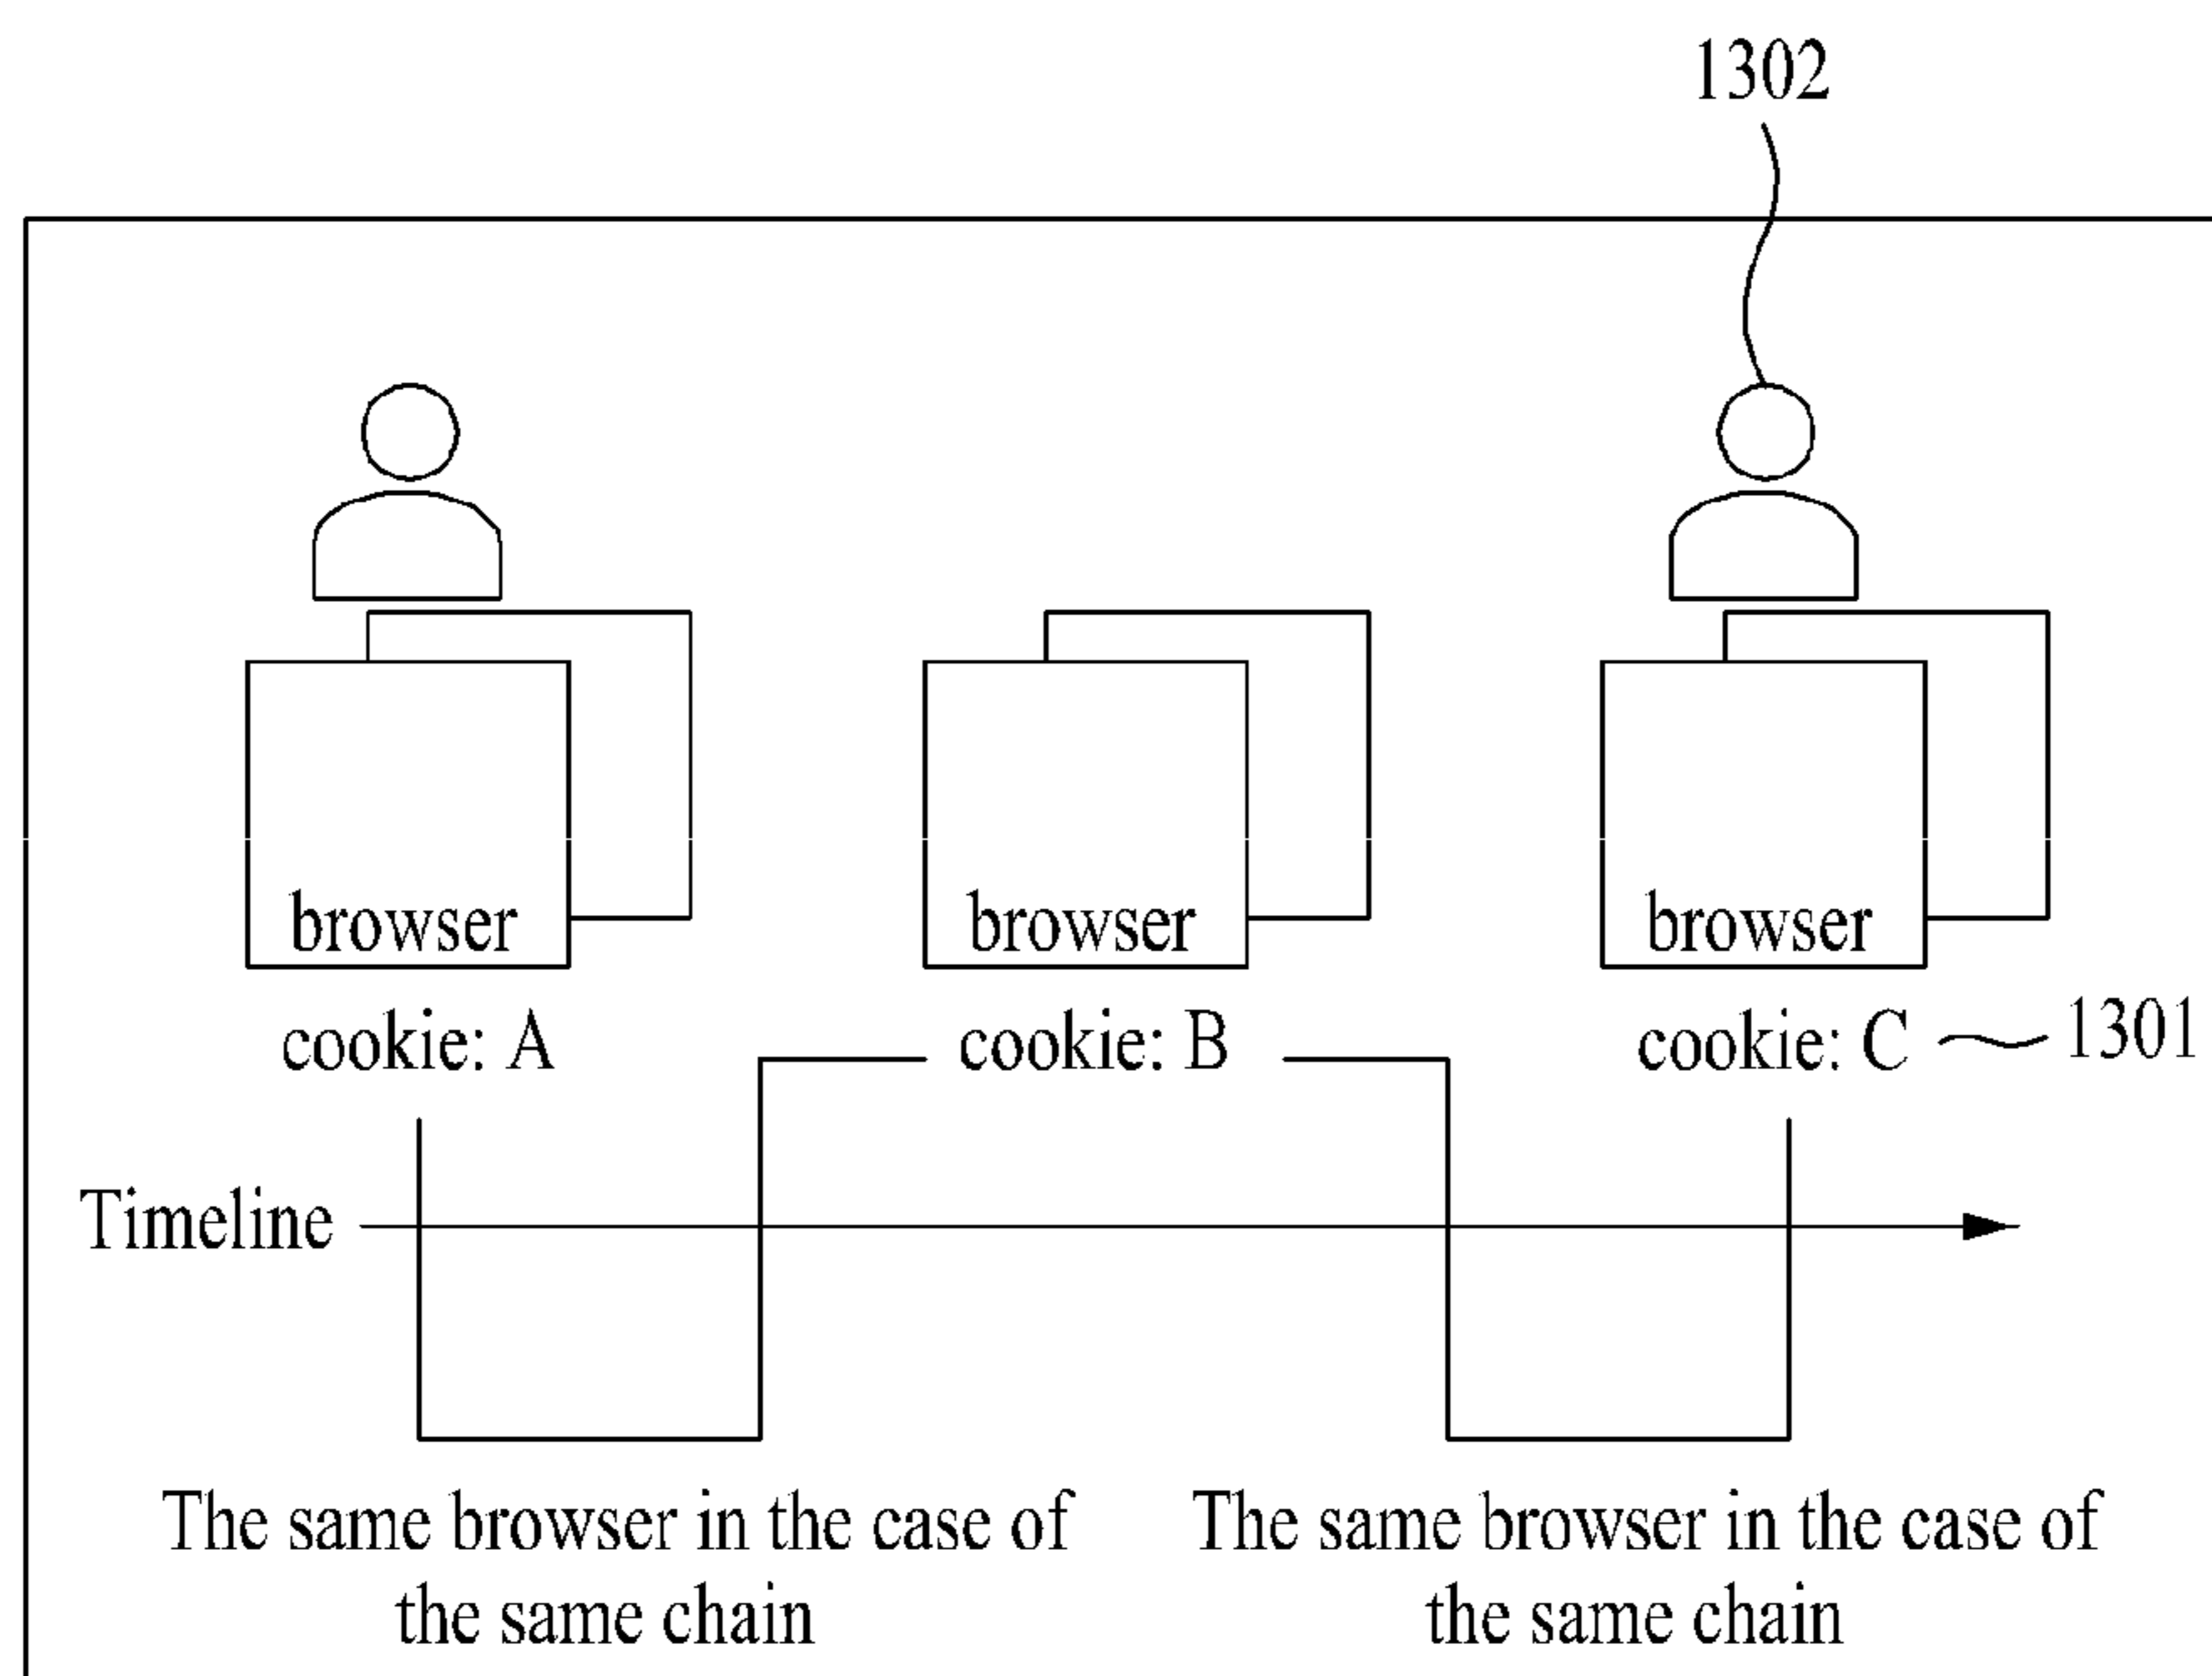 1302
browser
browser
browser
cookie: A
cookie: B
cookie: C
1301
Timeline
The same browser in the case of
the same chain
The same browser in the case of
the same chain